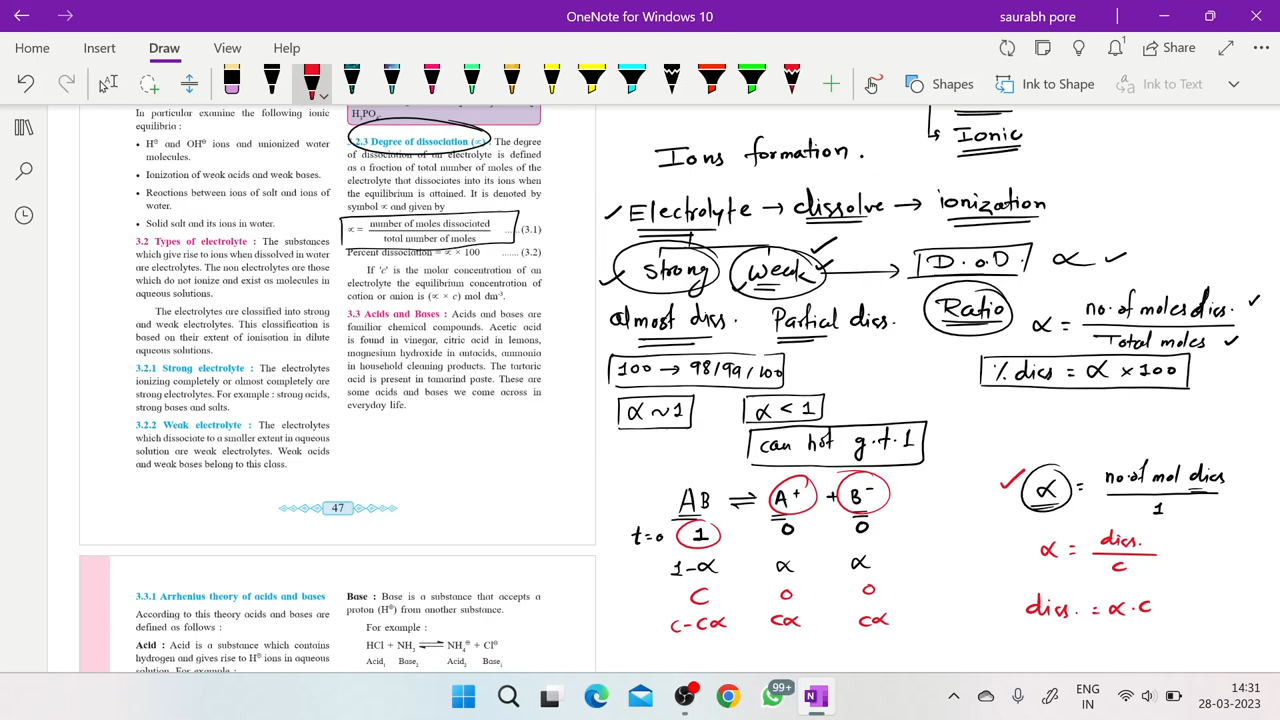 OneNote for Windows 10
saurabh pore
Home
Insert
Draw
View
Help
Share
Shapes
Ink to Shape
Ink to Text
In particular examine the following ionic
equilibria :
• H⊕ and OH⊖ ions and unionized water
molecules.
• Ionization of weak acids and weak bases.
• Reactions between ions of salt and ions of
water.
• Solid salt and its ions in water.
3.2 Types of electrolyte : The substances
which give rise to ions when dissolved in water
are electrolytes. The non electrolytes are those
which do not ionize and exist as molecules in
aqueous solutions.
The electrolytes are classified into strong
and weak electrolytes. This classification is
based on their extent of ionisation in dilute
aqueous solutions.
3.2.1 Strong electrolyte : The electrolytes
ionizing completely or almost completely are
strong electrolytes. For example : strong acids,
strong bases and salts.
3.2.2 Weak electrolyte : The electrolytes
which dissociate to a smaller extent in aqueous
solution are weak electrolytes. Weak acids
and weak bases belong to this class.
H₃PO₄.
3.2.3 Degree of dissociation (∝) : The degree
of dissociation of an electrolyte is defined
as a fraction of total number of moles of the
electrolyte that dissociates into its ions when
the equilibrium is attained. It is denoted by
symbol ∝ and given by
∝ = number of moles dissociated / total number of moles ......(3.1)
Percent dissociation = ∝ × 100 ....... (3.2)
If 'c' is the molar concentration of an
electrolyte the equilibrium concentration of
cation or anion is (∝ × c) mol dm⁻³.
3.3 Acids and Bases : Acids and bases are
familiar chemical compounds. Acetic acid
is found in vinegar, citric acid in lemons,
magnesium hydroxide in antacids, ammonia
in household cleaning products. The tartaric
acid is present in tamarind paste. These are
some acids and bases we come across in
everyday life.
47
3.3.1 Arrhenius theory of acids and bases
According to this theory acids and bases are
defined as follows :
Acid : Acid is a substance which contains
hydrogen and gives rise to H⊕ ions in aqueous
solution. For example :
Base : Base is a substance that accepts a
proton (H⊕) from another substance.
For example :
HCl + NH₃ ⇌ NH₄⊕ + Cl⊖
Acid₁ Base₂ Acid₂ Base₁
Ionic
Ions formation.
Electrolyte → dissolve → ionization
Strong weak → D.o.D. ∝
almost dics. Partial dics.
Ratio
∝ = no. of moles dics. / Total moles
100 → 98/99/100
% dics = ∝ × 100
∝ ~ 1
∝ < 1
can not g.t. 1
AB ⇌ A+ + B−
t=0 1 0 0
1-∝ ∝ ∝
C 0 0
C-C∝ C∝ C∝
∝ = no. of mol dics / 1
∝ = dics. / C
dics. = ∝ . C
99+
ENG
IN
14:31
28-03-2023